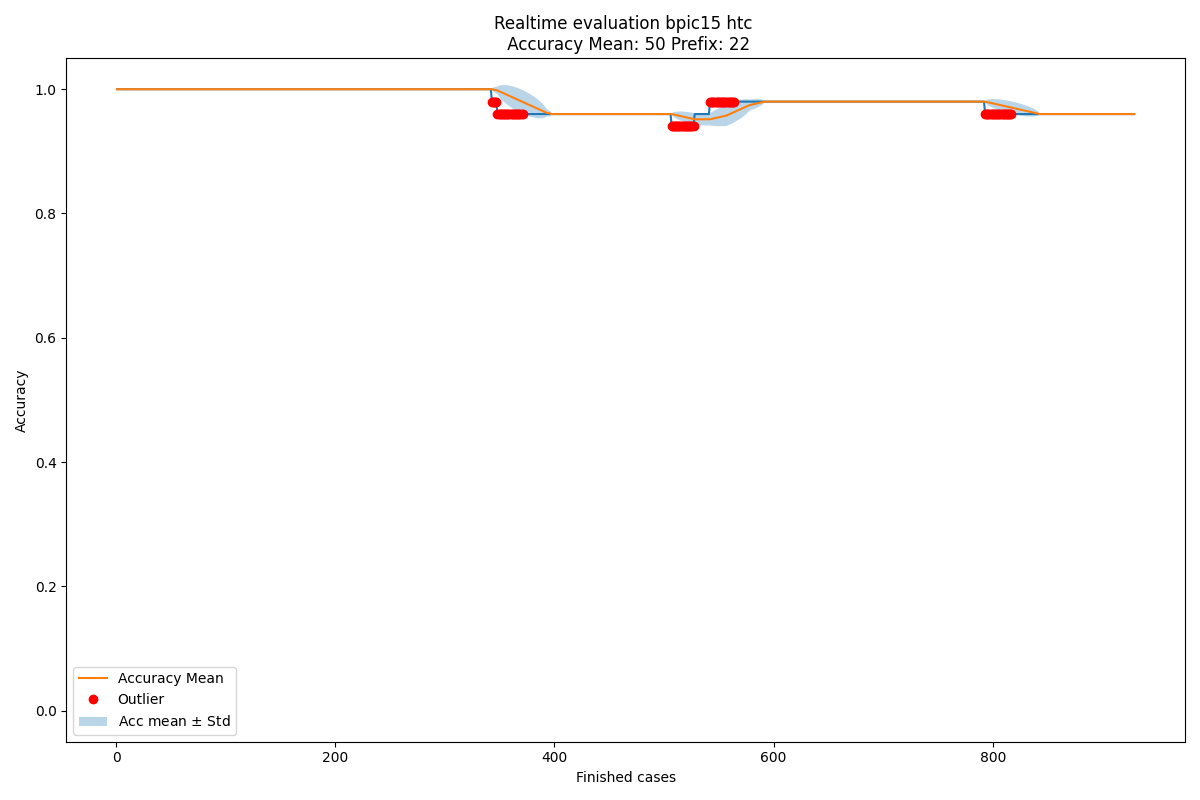 Realtime evaluation bpic15 htc
Accuracy Mean: 50 Prefix: 22
1.0
0.8
0.6
0.4
0.2
0.0
Accuracy
Accuracy Mean
Outlier
Acc mean ± Std
0 200 400 600 800
Finished cases